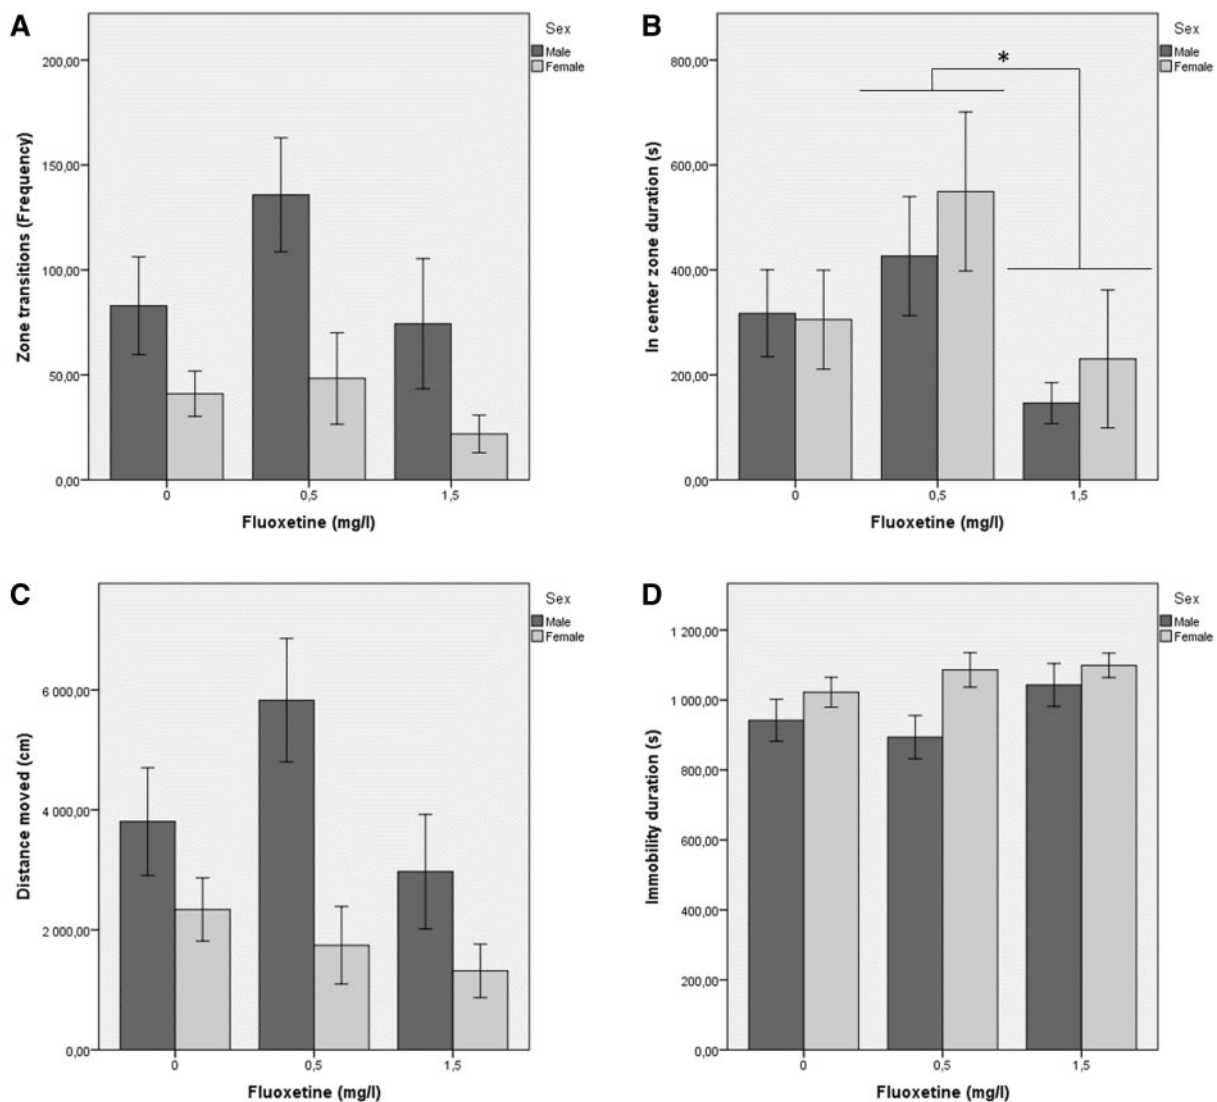 A
Sex
Male
Female
200,00
150,00
100,00
50,00
0,00
Zone transitions (Frequency)
0 0,5 1,5
Fluoxetine (mg/l)
B
Sex
Male
Female
*
800,00
600,00
400,00
200,00
0,00
In center zone duration (s)
0 0,5 1,5
Fluoxetine (mg/l)
C
Sex
Male
Female
6 000,00
4 000,00
2 000,00
0,00
Distance moved (cm)
0 0,5 1,5
Fluoxetine (mg/l)
D
Sex
Male
Female
1 200,00
1 000,00
800,00
600,00
400,00
200,00
0,00
Immobility duration (s)
0 0,5 1,5
Fluoxetine (mg/l)